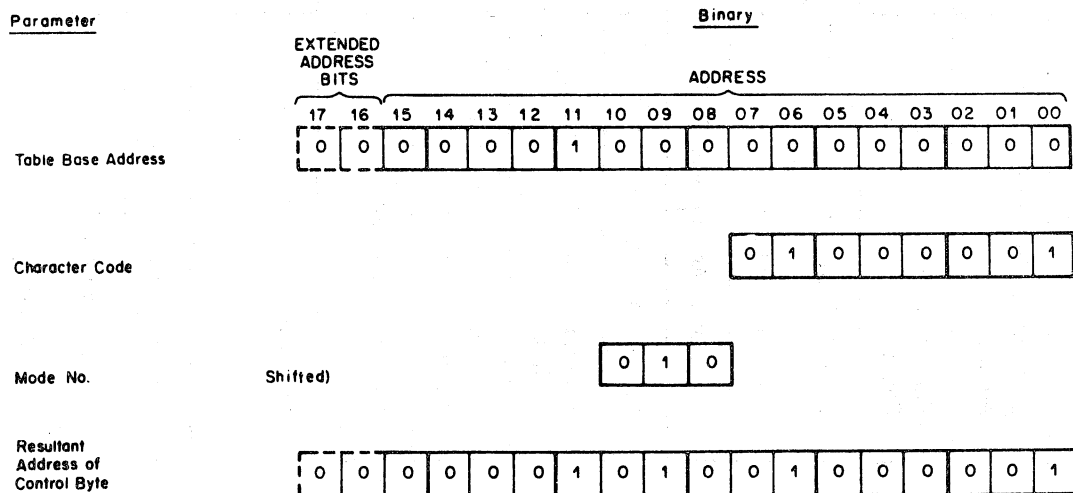 Parameter
Binary
EXTENDED
ADDRESS
BITS
ADDRESS
17 16 15 14 13 12 11 10 09 08 07 06 05 04 03 02 01 00
Table Base Address
0 0 0 0 0 0 1 0 0 0 0 0 0 0 0 0 0 0
Character Code
0 1 0 0 0 0 0 1
Mode No.
Shifted)
0 1 0
Resultant
Address of
Control Byte
0 0 0 0 0 0 1 0 1 0 0 1 0 0 0 0 0 1